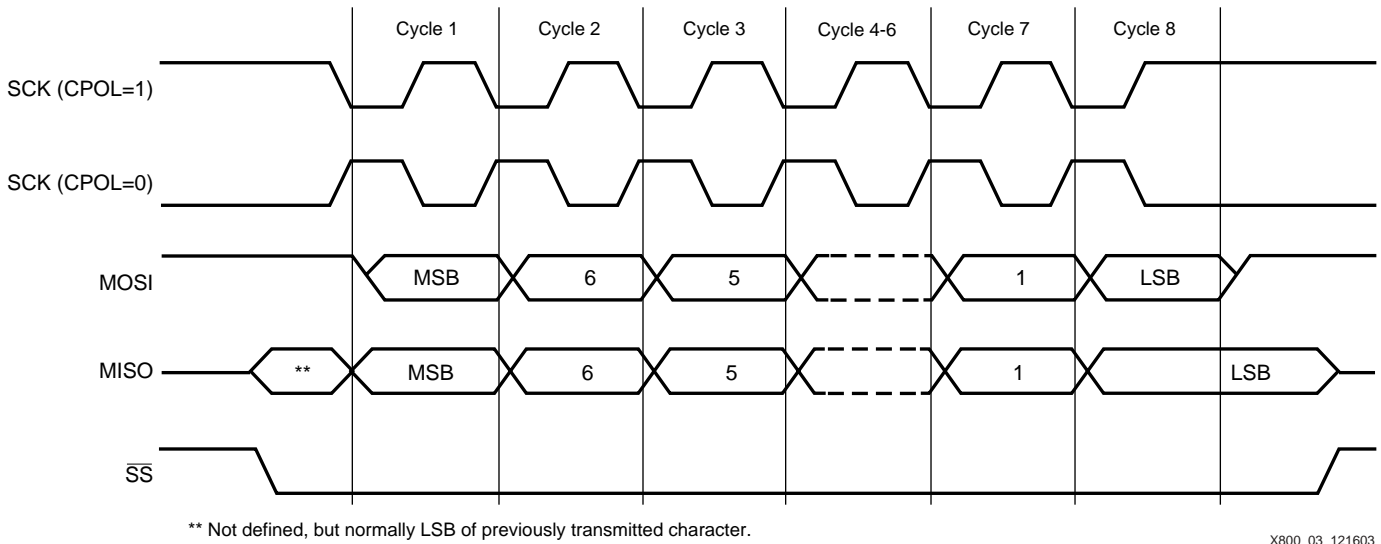 Cycle 1 Cycle 2 Cycle 3 Cycle 4-6 Cycle 7 Cycle 8
SCK (CPOL=1)
SCK (CPOL=0)
MOSI MSB 6 5 1 LSB
MISO ** MSB 6 5 1 LSB
SS
** Not defined, but normally LSB of previously transmitted character.
X800_03_121603